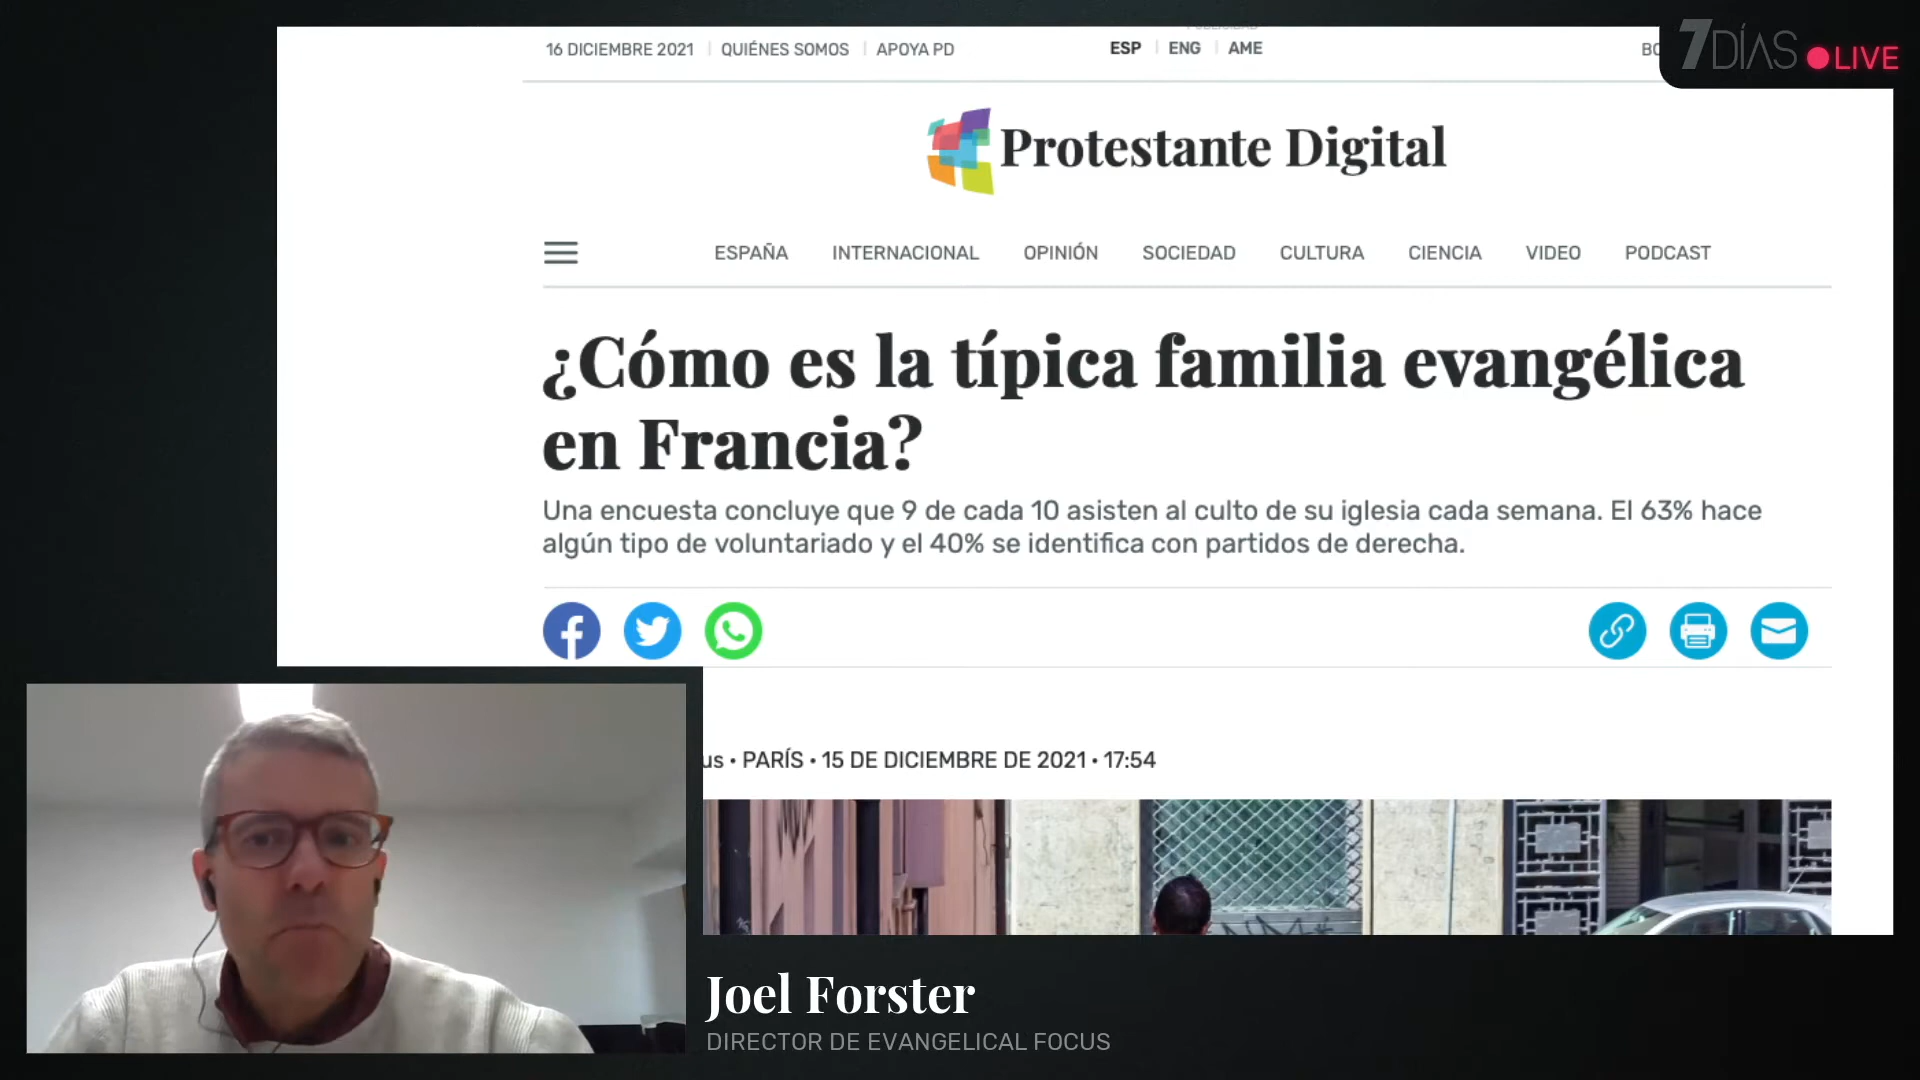 16 DICIEMBRE 2021 QUIÉNES SOMOS APOYA PD ESP ENG AME
7DÍAS LIVE
Protestante Digital
ESPAÑA INTERNACIONAL OPINIÓN SOCIEDAD CULTURA CIENCIA VIDEO PODCAST
¿Cómo es la típica familia evangélica
en Francia?
Una encuesta concluye que 9 de cada 10 asisten al culto de su iglesia cada semana. El 63% hace
algún tipo de voluntariado y el 40% se identifica con partidos de derecha.
us • PARÍS • 15 DE DICIEMBRE DE 2021 • 17:54
Joel Forster
DIRECTOR DE EVANGELICAL FOCUS